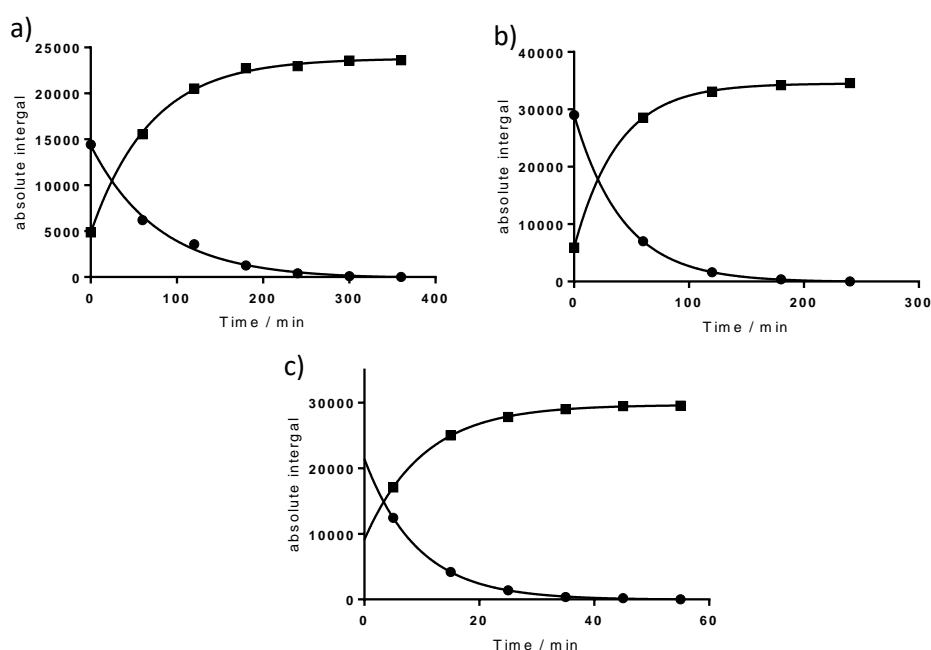 a)
25000
20000
15000
10000
5000
0
absolute intergal
0 100 200 300 400
Time / min
b)
40000
30000
20000
10000
0
absolute intergal
0 100 200 300
Time / min
c)
30000
20000
10000
0
absolute intergal
0 20 40 60
Time / min